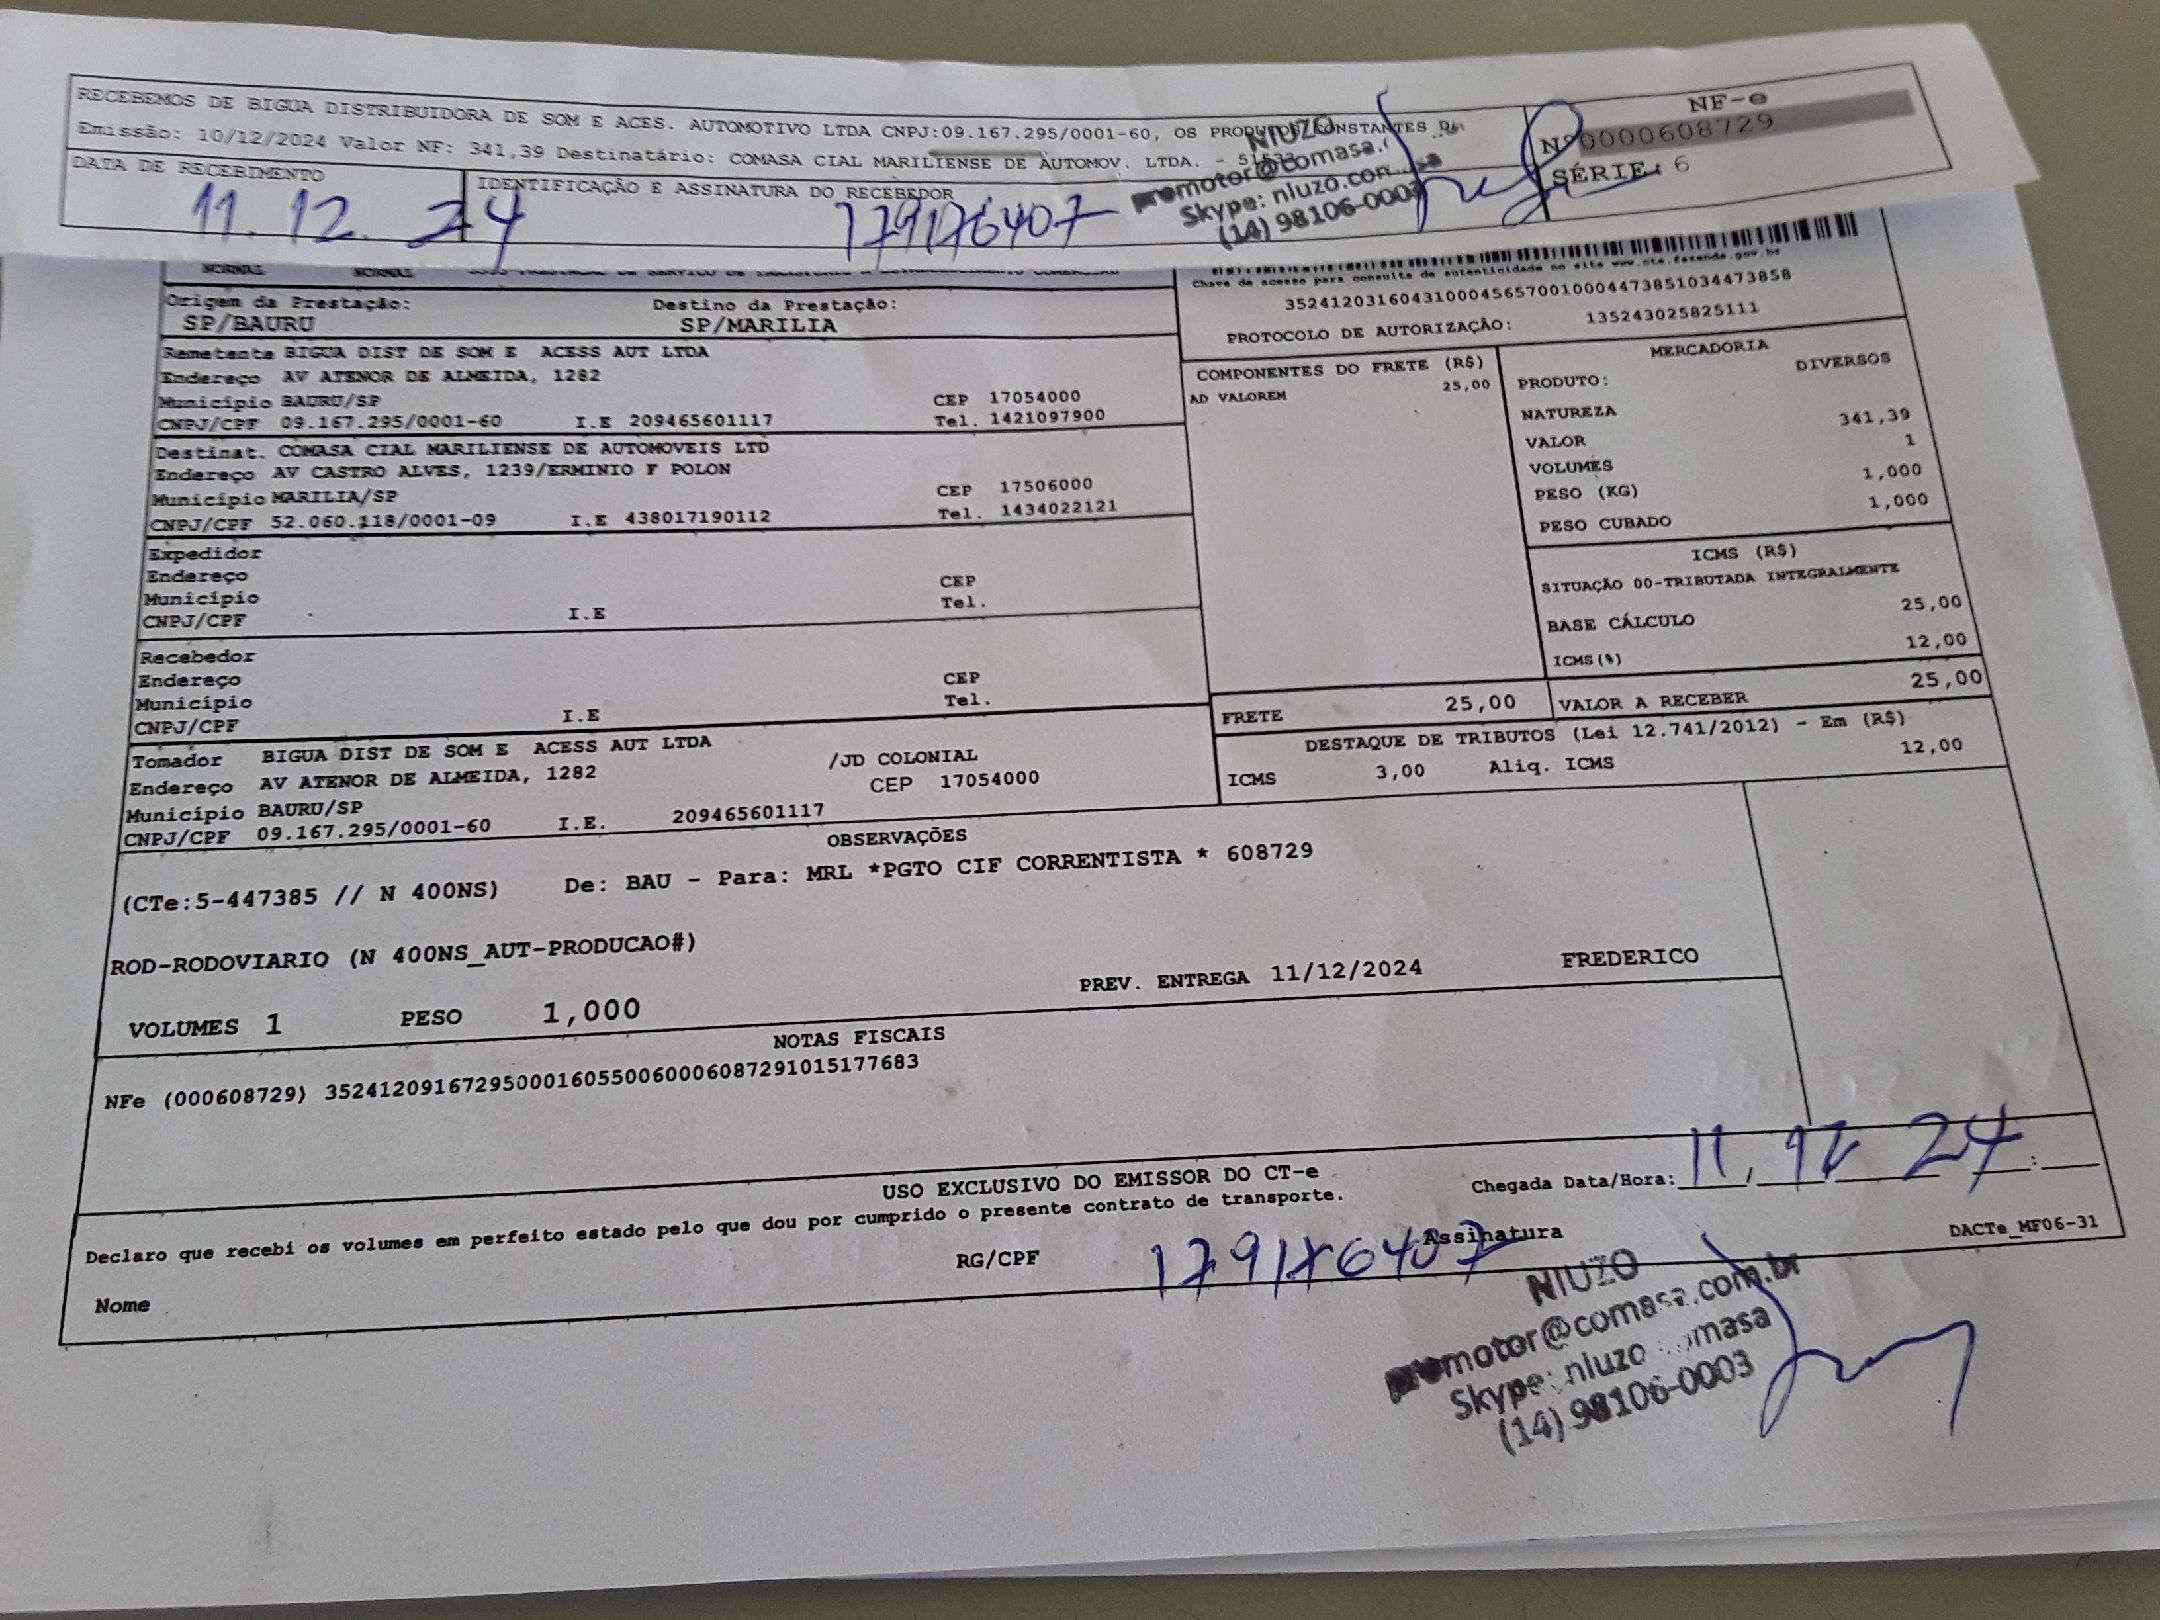 RECEBEMOS DE BIGUA DISTRIBUIDORA DE SOM E ACES. AUTOMOTIVO LTDA CNPJ:09.167.295/0001-60, OS PRODUTOS CONSTANTES DA
Emissão: 10/12/2024 Valor NF: 341,39 Destinatário: COMASA CIAL MARILIENSE DE AUTOMOV. LTDA. -
NF-e
Nº0000608729
SÉRIE: 6
DATA DE RECEBIMENTO
11. 12. 24
IDENTIFICAÇÃO E ASSINATURA DO RECEBEDOR
179176407
NIUZO
promotor@comasa.
Skype: nluzo.comasa
(14) 98106-0003
NORMAL NORMAL
Chave de acesso para consulta de autenticidade no site www.cte.fazenda.gov.br
35241203160431000456570010004473851034473858
PROTOCOLO DE AUTORIZAÇÃO: 135243025825111
Origem da Prestação: Destino da Prestação:
SP/BAURU SP/MARILIA
Remetente BIGUA DIST DE SOM E ACESS AUT LTDA
Endereço AV ATENOR DE ALMEIDA, 1282
Município BAURU/SP CEP 17054000
CNPJ/CPF 09.167.295/0001-60 I.E 209465601117 Tel. 1421097900
Destinat. COMASA CIAL MARILIENSE DE AUTOMOVEIS LTD
Endereço AV CASTRO ALVES, 1239/ERMINIO F POLON
Município MARILIA/SP CEP 17506000
CNPJ/CPF 52.060.118/0001-09 I.E 438017190112 Tel. 1434022121
Expedidor
Endereço CEP
Município Tel.
CNPJ/CPF I.E
Recebedor
Endereço CEP
Município Tel.
CNPJ/CPF I.E
Tomador BIGUA DIST DE SOM E ACESS AUT LTDA
Endereço AV ATENOR DE ALMEIDA, 1282 /JD COLONIAL
Município BAURU/SP CEP 17054000
CNPJ/CPF 09.167.295/0001-60 I.E. 209465601117
COMPONENTES DO FRETE (R$)
AD VALOREM 25,00
MERCADORIA
PRODUTO: DIVERSOS
NATUREZA
VALOR 341,39
VOLUMES 1
PESO (KG) 1,000
PESO CUBADO 1,000
ICMS (R$)
SITUAÇÃO 00-TRIBUTADA INTEGRALMENTE
BASE CÁLCULO 25,00
ICMS(%) 12,00
FRETE 25,00 VALOR A RECEBER 25,00
DESTAQUE DE TRIBUTOS (Lei 12.741/2012) - Em (R$)
ICMS 3,00 Aliq. ICMS 12,00
OBSERVAÇÕES
(CTe:5-447385 // N 400NS) De: BAU - Para: MRL *PGTO CIF CORRENTISTA * 608729
ROD-RODOVIARIO (N 400NS_AUT-PRODUCAO#)
PREV. ENTREGA 11/12/2024 FREDERICO
VOLUMES 1 PESO 1,000
NOTAS FISCAIS
NFe (000608729) 35241209167295000160550060006087291015177683
USO EXCLUSIVO DO EMISSOR DO CT-e
Declaro que recebi os volumes em perfeito estado pelo que dou por cumprido o presente contrato de transporte.
Chegada Data/Hora: 11, 12 24 :
Nome RG/CPF 179176407 Assinatura
DACTe_MF06-31
NIUZO
promotor@comasa.com.br
Skype: nluzo comasa
(14) 98106-0003